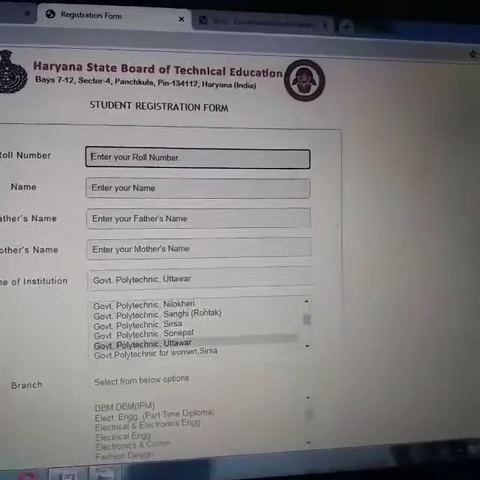 Registration Form
Haryana State Board of Technical Education
Bays 7-12, Sector-4, Panchkula, Pin-134112, Haryana (India)
STUDENT REGISTRATION FORM
Roll Number
Enter your Roll Number
Name
Enter your Name
ather's Name
Enter your Father's Name
other's Name
Enter your Mother's Name
e of Institution
Govt. Polytechnic, Uttawar
Govt. Polytechnic, Nilokheri
Govt. Polytechnic, Sanghi (Rohtak)
Govt. Polytechnic, Sirsa
Govt. Polytechnic, Sonepat
Govt. Polytechnic, Uttawar
Govt.Polytechnic for women,Sirsa
Branch
Select from below options
DBM DBM(IPM)
Elect. Engg. (Part Time Diploma)
Electrical & Electronics Engg
Electrical Engg.
Electronics & Comm
Fashion Design